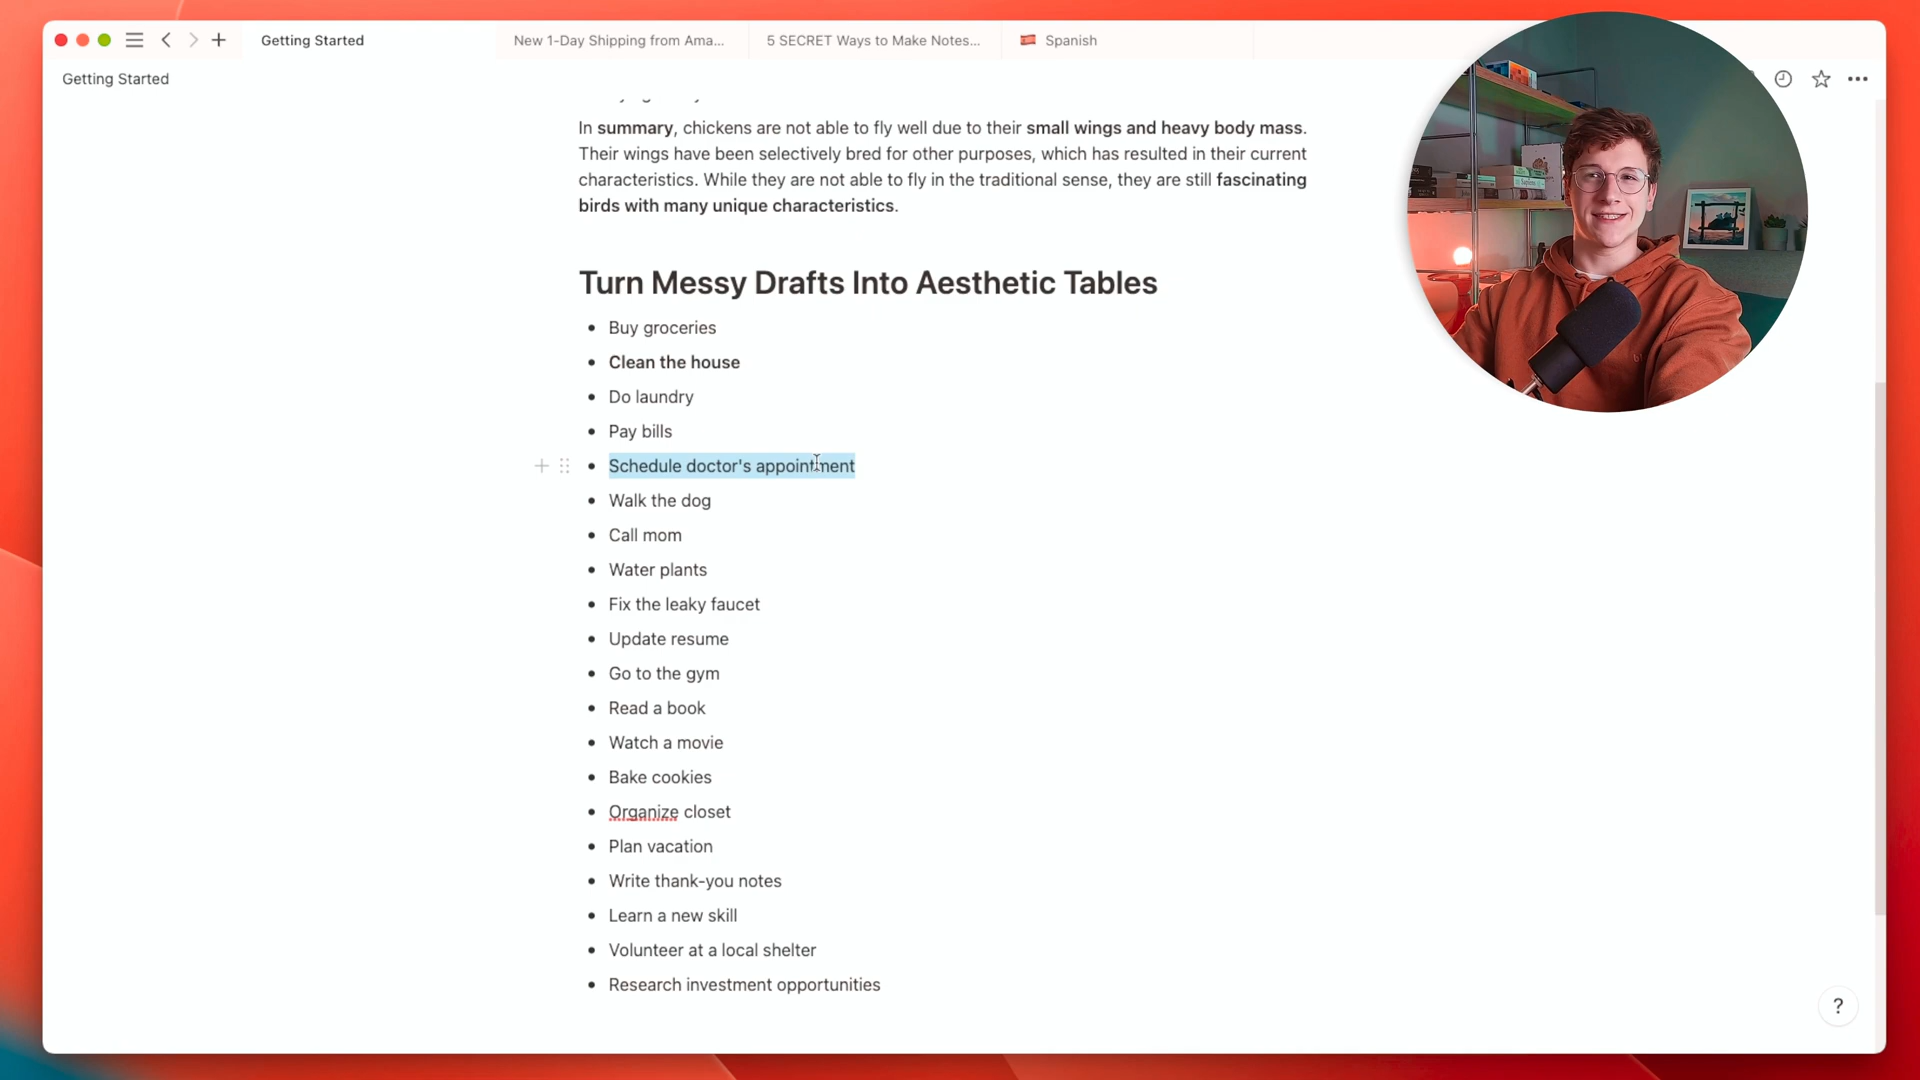 Getting Started
New 1-Day Shipping from Ama...
5 SECRET Ways to Make Notes...
Spanish
Getting Started
In summary, chickens are not able to fly well due to their small wings and heavy body mass.
Their wings have been selectively bred for other purposes, which has resulted in their current
characteristics. While they are not able to fly in the traditional sense, they are still fascinating
birds with many unique characteristics.
Turn Messy Drafts Into Aesthetic Tables
• Buy groceries
• Clean the house
• Do laundry
• Pay bills
• Schedule doctor's appointment
• Walk the dog
• Call mom
• Water plants
• Fix the leaky faucet
• Update resume
• Go to the gym
• Read a book
• Watch a movie
• Bake cookies
• Organize closet
• Plan vacation
• Write thank-you notes
• Learn a new skill
• Volunteer at a local shelter
• Research investment opportunities
?